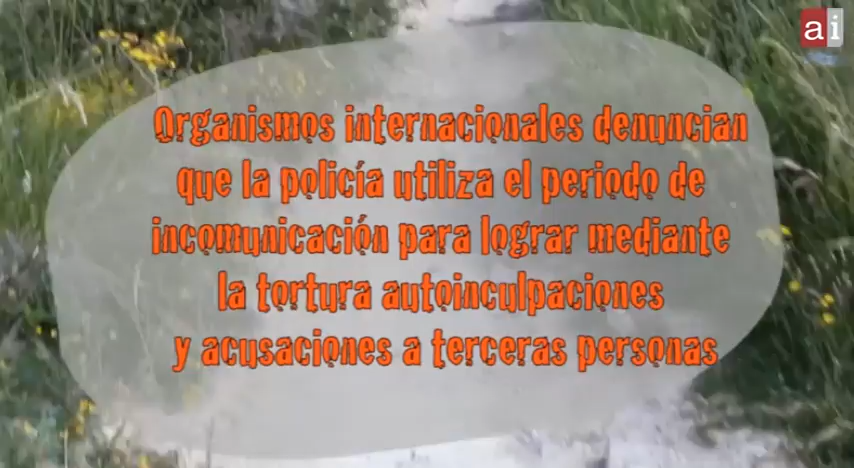 ai
Organismos internacionales denuncian
que la policía utiliza el periodo de
incomunicación para lograr mediante
la tortura autoinculpaciones
y acusaciones a terceras personas